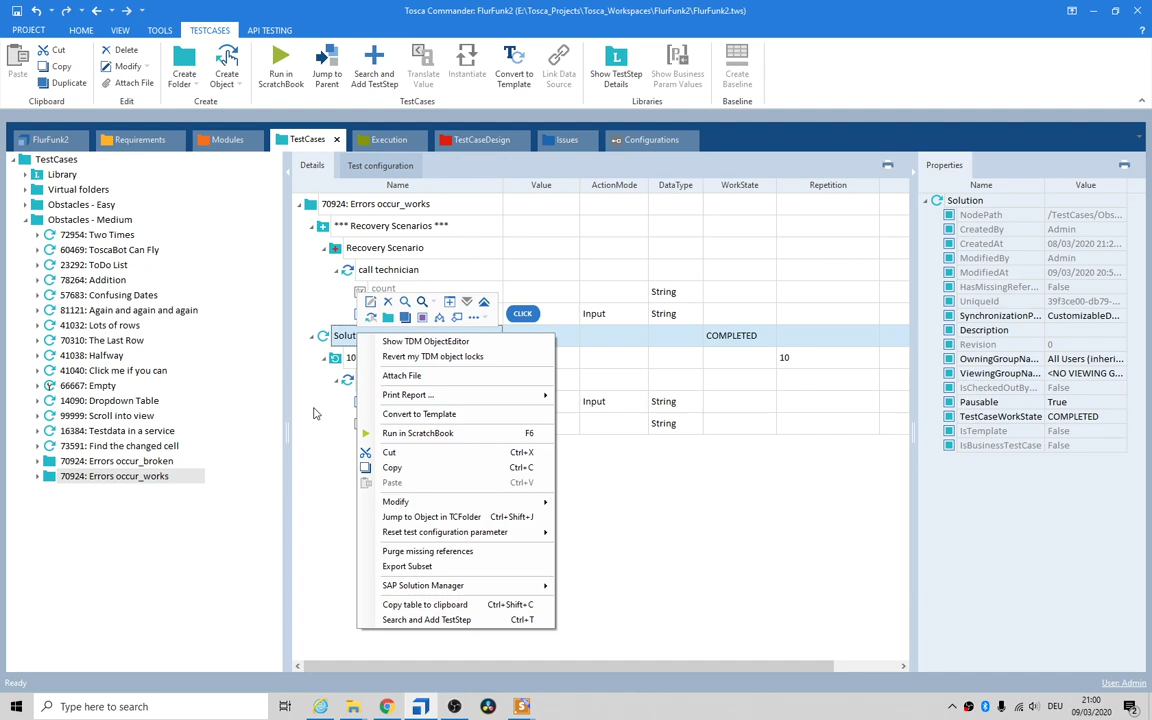 Tosca Commander: FlurFunk2 (E:\Tosca_Projects\Tosca_Workspaces\FlurFunk2\FlurFunk2.tws)
PROJECT HOME VIEW TOOLS TESTCASES API TESTING
Paste Cut Copy Duplicate
Clipboard
Delete Modify Attach File
Edit
Create Folder Create Object
Create
Run in ScratchBook Jump to Parent Search and Add TestStep Translate Value Instantiate Convert to Template Link Data Source
TestCases
Show TestStep Details Show Business Param Values
Libraries
Create Baseline
Baseline
FlurFunk2 Requirements Modules TestCases Execution TestCaseDesign Issues Configurations
TestCases
Library
Virtual folders
Obstacles - Easy
Obstacles - Medium
72954: Two Times
60469: ToscaBot Can Fly
23292: ToDo List
78264: Addition
57683: Confusing Dates
81121: Again and again and again
41032: Lots of rows
70310: The Last Row
41038: Halfway
41040: Click me if you can
66667: Empty
14090: Dropdown Table
99999: Scroll into view
16384: Testdata in a service
73591: Find the changed cell
70924: Errors occur_broken
70924: Errors occur_works
Details Test configuration
Name Value ActionMode DataType WorkState Repetition
70924: Errors occur_works
*** Recovery Scenarios ***
Recovery Scenario
call technician
count String
CLICK Input String
Solut COMPLETED
10 10
Input String
String
Show TDM ObjectEditor
Revert my TDM object locks
Attach File
Print Report ...
Convert to Template
Run in ScratchBook F6
Cut Ctrl+X
Copy Ctrl+C
Paste Ctrl+V
Modify
Jump to Object in TCFolder Ctrl+Shift+J
Reset test configuration parameter
Purge missing references
Export Subset
SAP Solution Manager
Copy table to clipboard Ctrl+Shift+C
Search and Add TestStep Ctrl+T
Properties
Name Value
Solution
NodePath /TestCases/Obs...
CreatedBy Admin
CreatedAt 08/03/2020 21:2...
ModifiedBy Admin
ModifiedAt 09/03/2020 20:5...
HasMissingRefer... False
UniqueId 39f3ce00-db79-...
SynchronizationP... CustomizableD...
Description
Revision 0
OwningGroupNa... All Users (inheri...
ViewingGroupNa... <NO VIEWING G...
IsCheckedOutBy... False
Pausable True
TestCaseWorkState COMPLETED
IsTemplate False
IsBusinessTestCase False
Ready User: Admin
Type here to search
DEU 21:00
09/03/2020